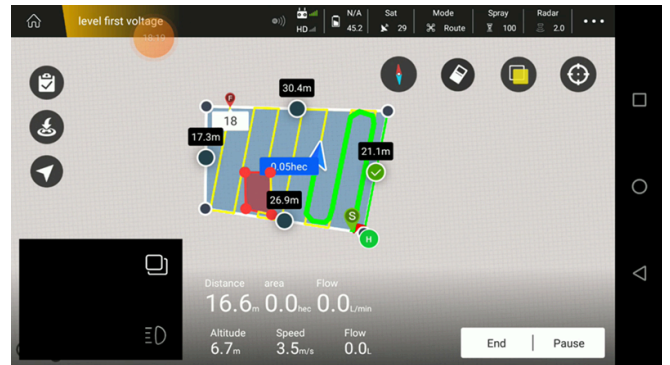 level first voltage
18:19
HD
N/A
45.2
Sat
29
Mode
Route
Spray
100
Radar
2.0
30.4m
18
17.3m
21.1m
0.05hec
26.9m
S
H
Distance area Flow
16.6m 0.0hec 0.0L/min
Altitude Speed Flow
6.7m 3.5m/s 0.0L
End Pause